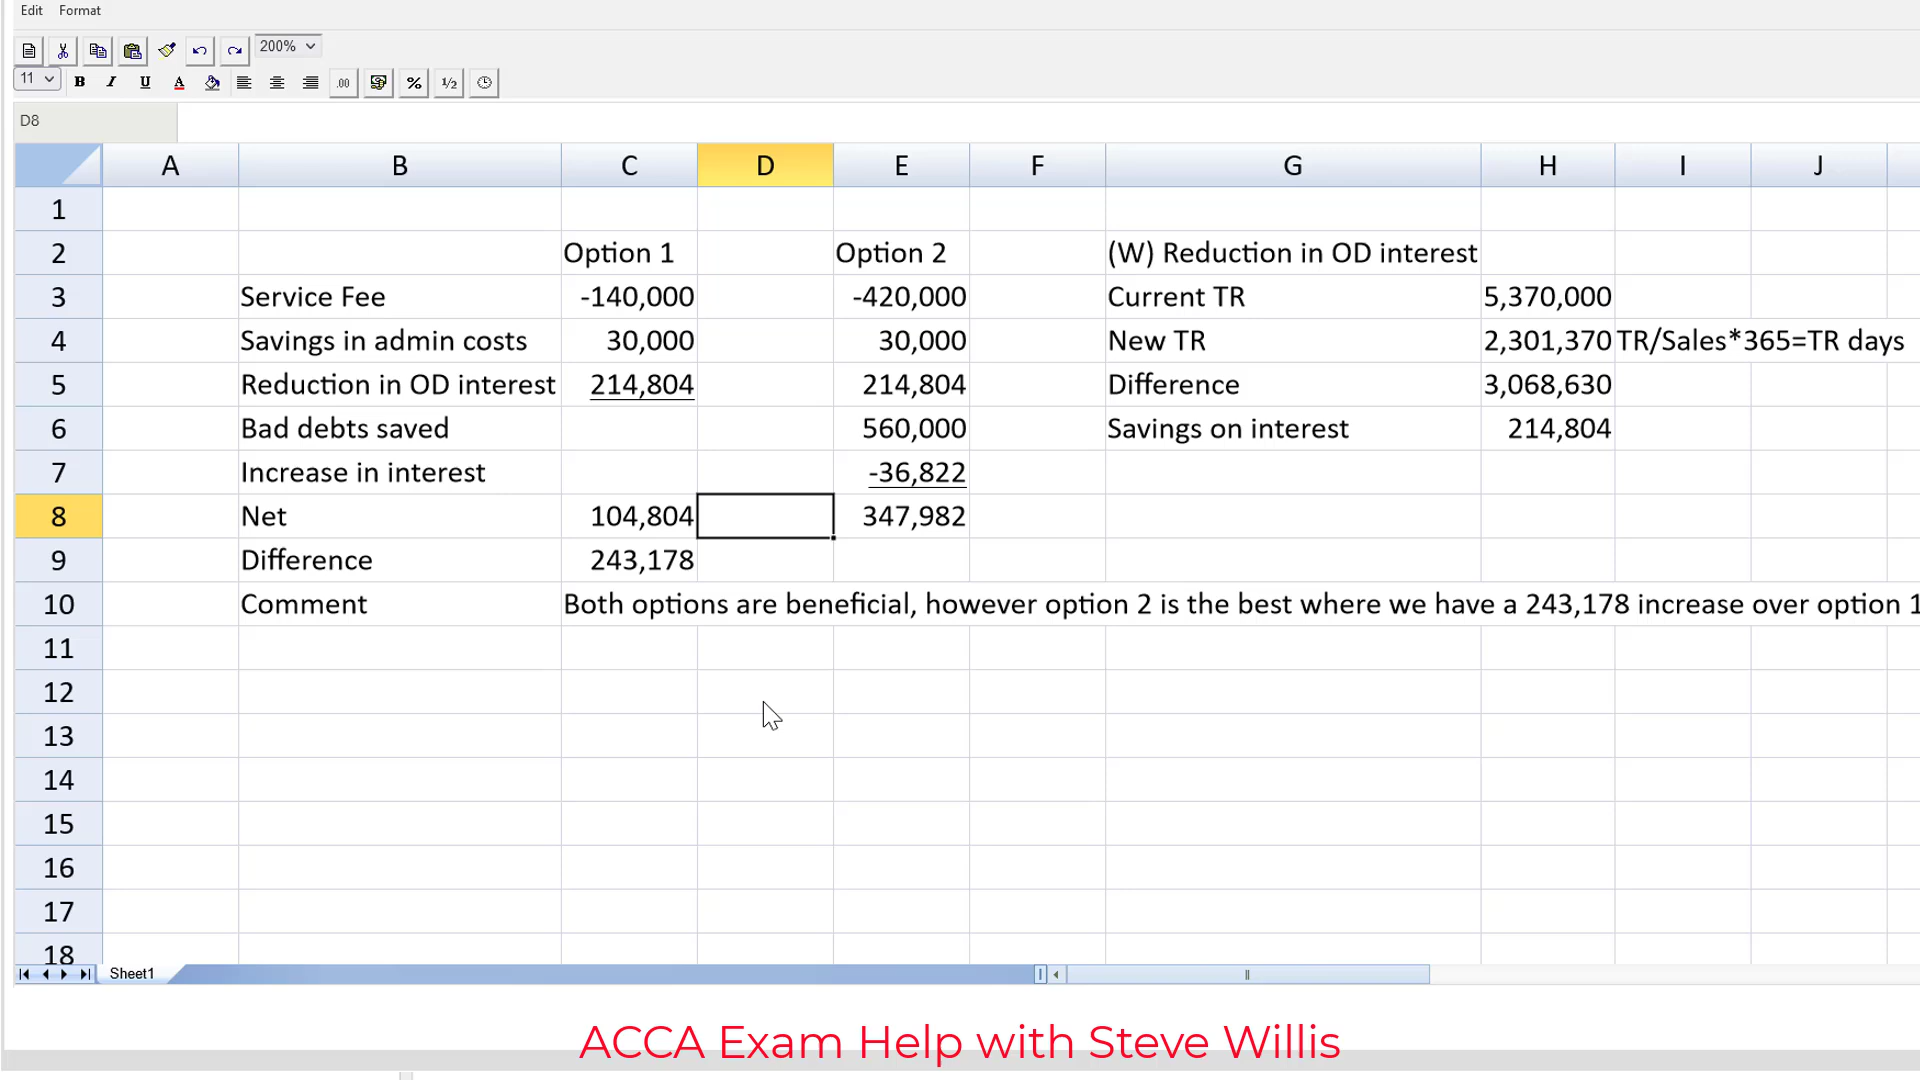 Edit Format
200%
11 B I U A .00 % 1/2
D8
A B C D E F G H I J
1
2 Option 1 Option 2 (W) Reduction in OD interest
3 Service Fee -140,000 -420,000 Current TR 5,370,000
4 Savings in admin costs 30,000 30,000 New TR 2,301,370 TR/Sales*365=TR days
5 Reduction in OD interest 214,804 214,804 Difference 3,068,630
6 Bad debts saved 560,000 Savings on interest 214,804
7 Increase in interest -36,822
8 Net 104,804 347,982
9 Difference 243,178
10 Comment Both options are beneficial, however option 2 is the best where we have a 243,178 increase over option 1
11
12
13
14
15
16
17
18
Sheet1
ACCA Exam Help with Steve Willis